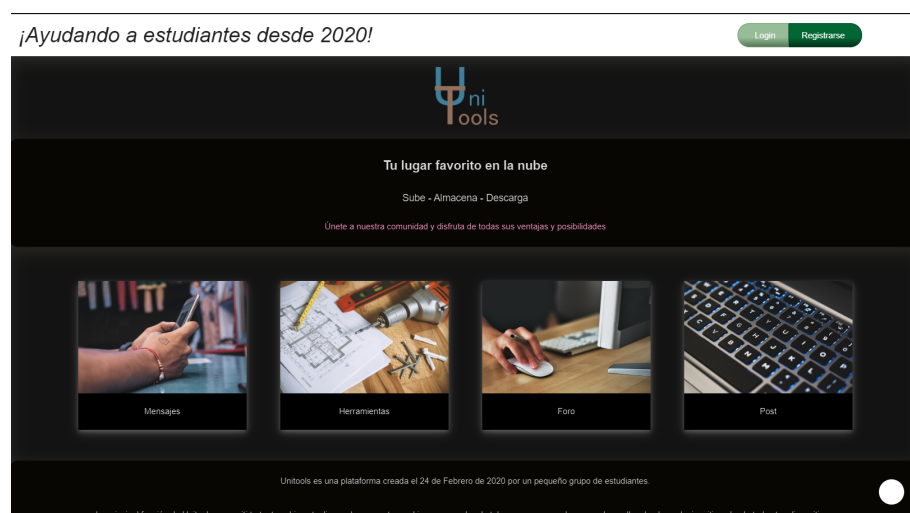 ¡Ayudando a estudiantes desde 2020!
Login Registrarse
Uni
Tools
Tu lugar favorito en la nube
Sube - Almacena - Descarga
Únete a nuestra comunidad y disfruta de todas sus ventajas y posibilidades
Mensajes Herramientas Foro Post
Unitools es una plataforma creada el 24 de Febrero de 2020 por un pequeño grupo de estudiantes.